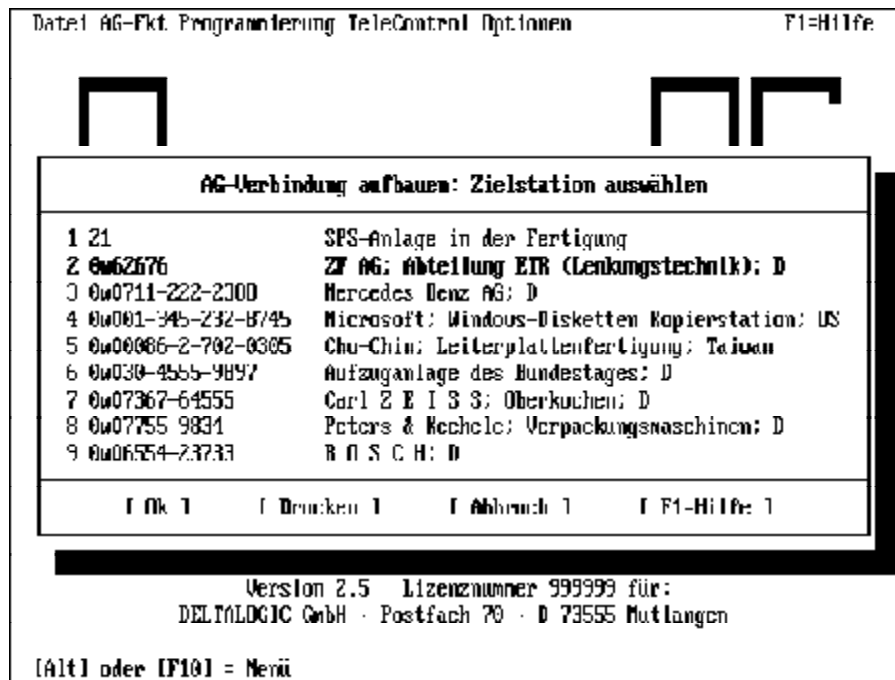 Datei AG-Fkt Programmierung TeleControl Optionen F1=Hilfe
AG-Verbindung aufbauen: Zielstation auswählen
1 21 SPS-Anlage in der Fertigung
2 0w62676 ZF AG; Abteilung ETR (Lenkungstechnik); D
3 0w0711-222-2300 Mercedes Benz AG; D
4 0w001-345-232-8745 Microsoft; Windows-Disketten Kopierstation; US
5 0w00086-2-702-0305 Chu-Chin; Leiterplattenfertigung; Taiwan
6 0w030-4555-9897 Aufzuganlage des Bundestages; D
7 0w07367-64555 Carl Z E I S S; Oberkochen; D
8 0w07755 9831 Peters & Kechele; Verpackungsmaschinen; D
9 0w06554-23733 B O S C H; D
[ Ok ] [ Drucken ] [ Abbruch ] [ F1-Hilfe ]
Version 2.5 Lizenznummer 999999 für:
DELTALOGIC GmbH · Postfach 70 · D 73555 Mutlangen
[Alt] oder [F10] = Menü